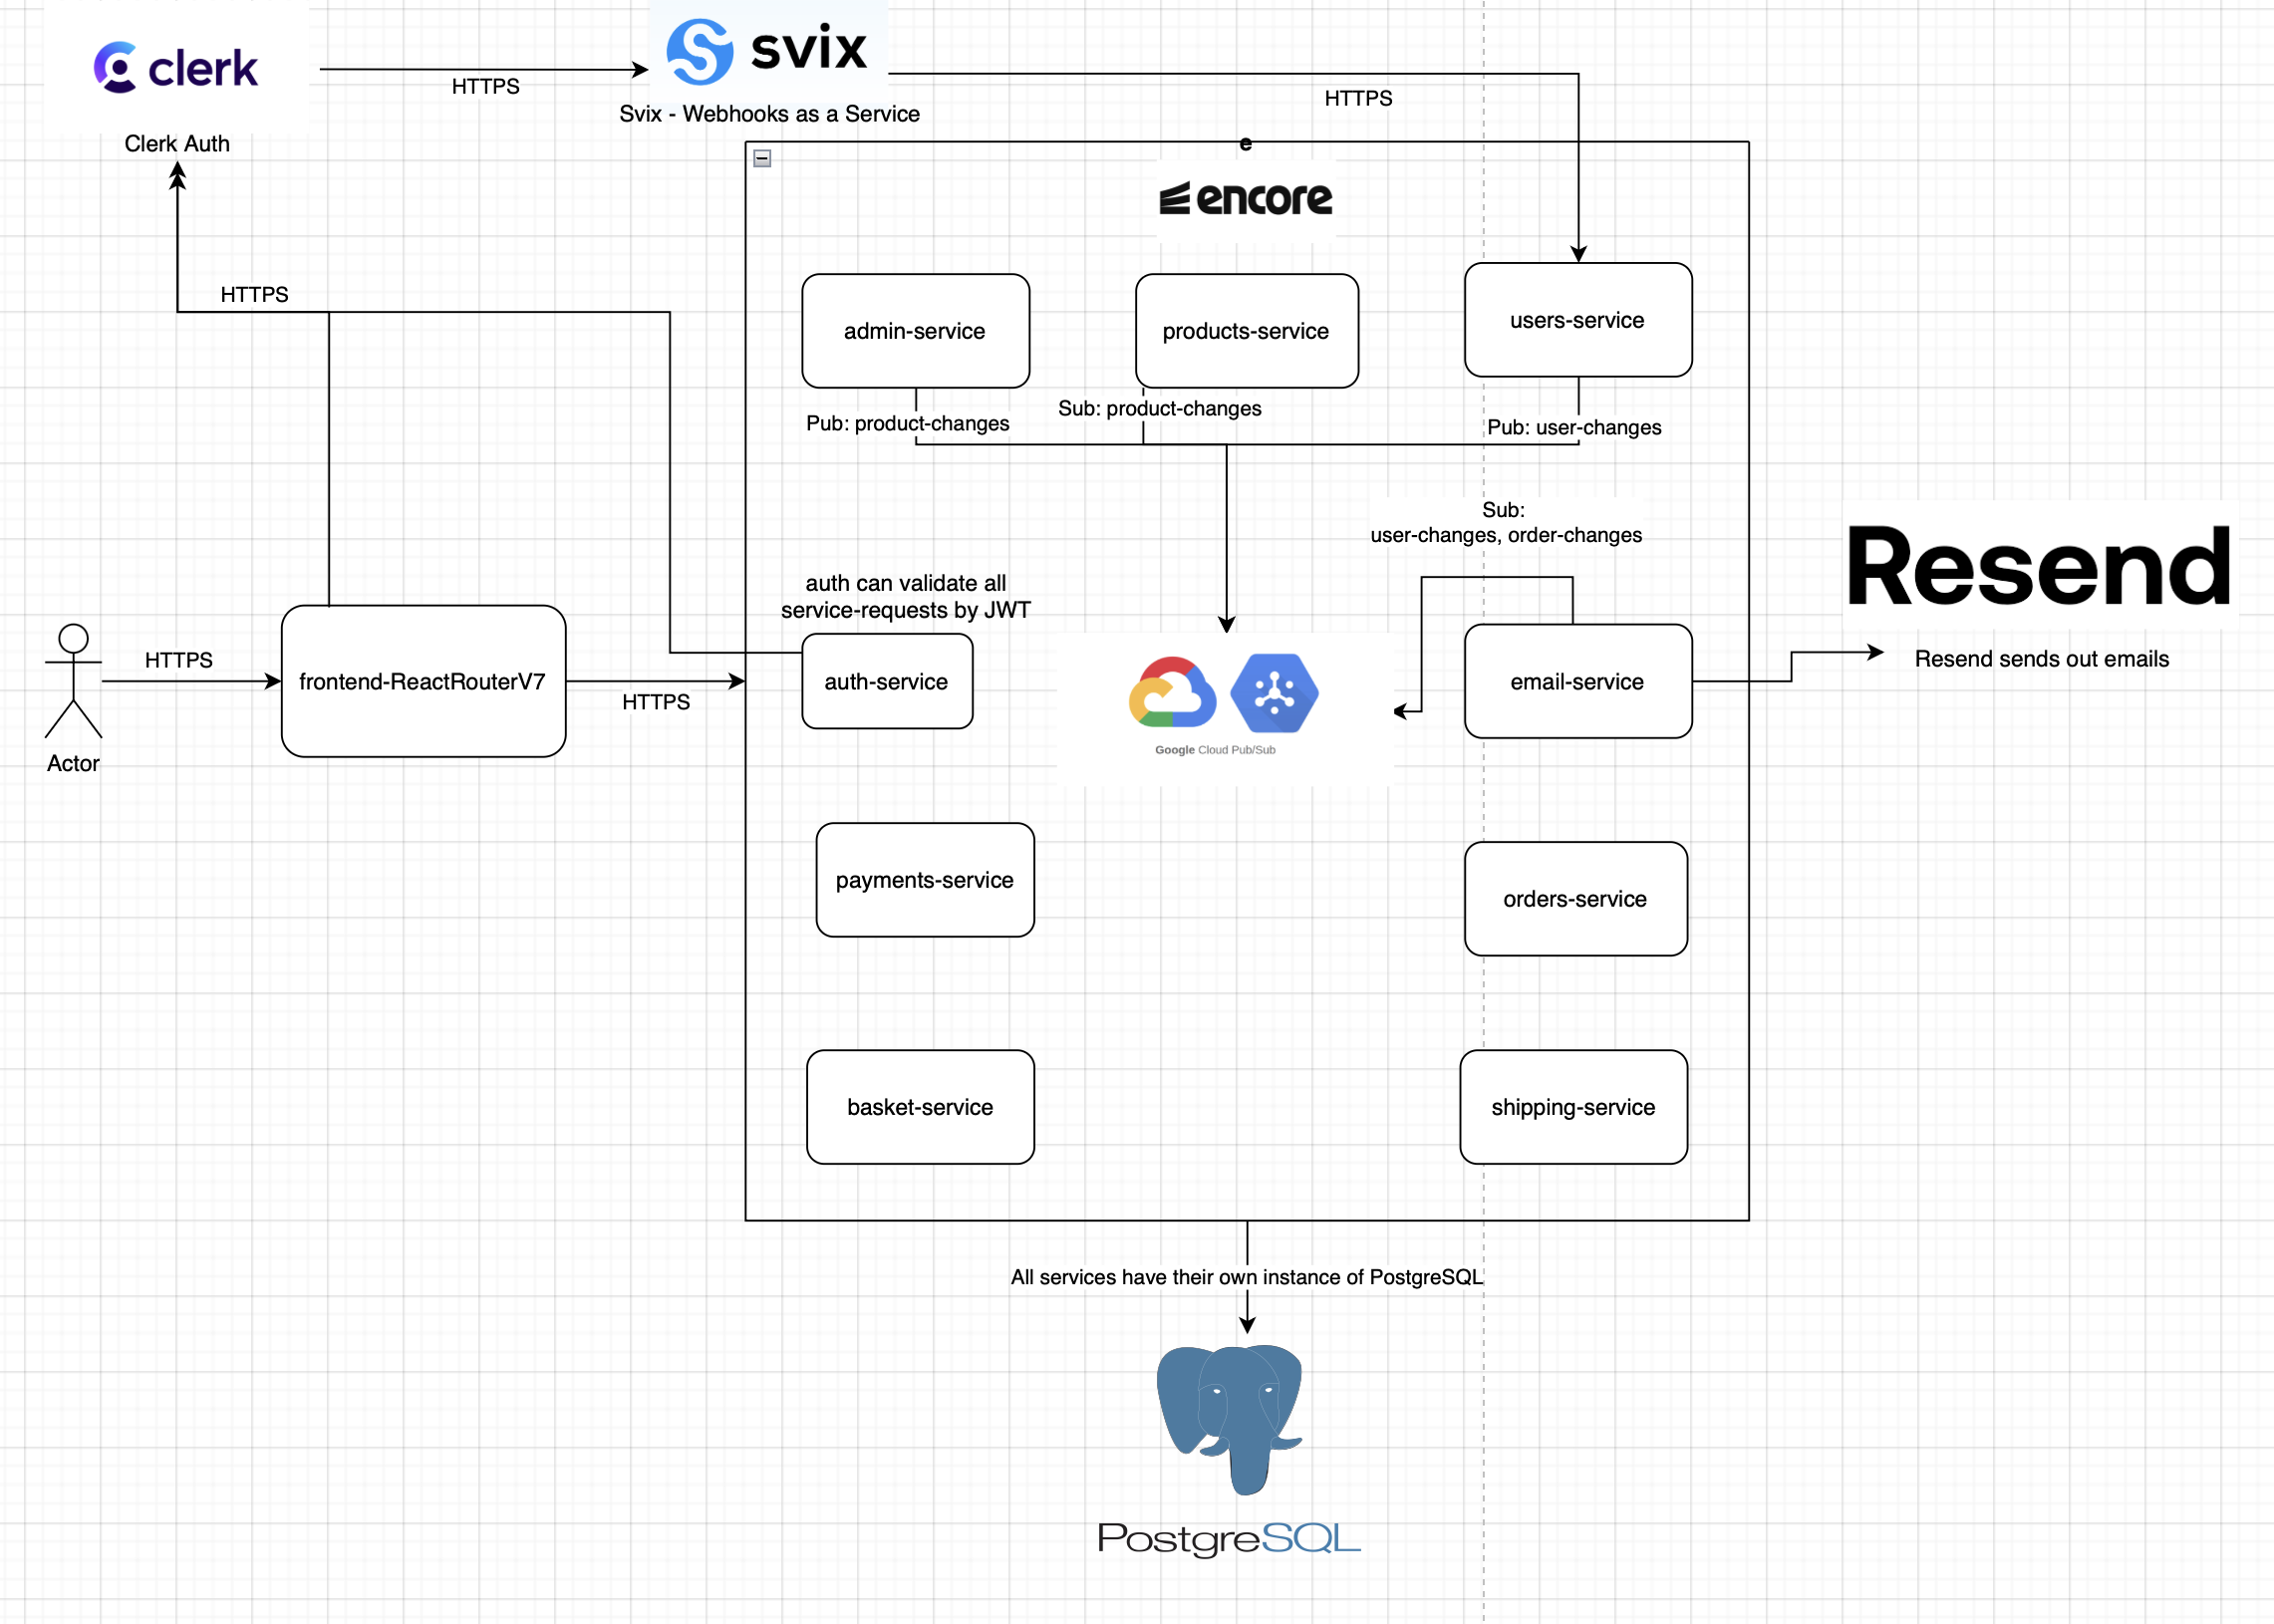 clerk
HTTPS
svix
Svix - Webhooks as a Service
HTTPS
Clerk Auth
e
encore
HTTPS
admin-service
products-service
users-service
Pub: product-changes
Sub: product-changes
Pub: user-changes
Sub:
user-changes, order-changes
Resend
Resend sends out emails
auth can validate all
service-requests by JWT
HTTPS
frontend-ReactRouterV7
HTTPS
auth-service
email-service
Google Cloud Pub/Sub
Actor
payments-service
orders-service
basket-service
shipping-service
All services have their own instance of PostgreSQL
PostgreSQL